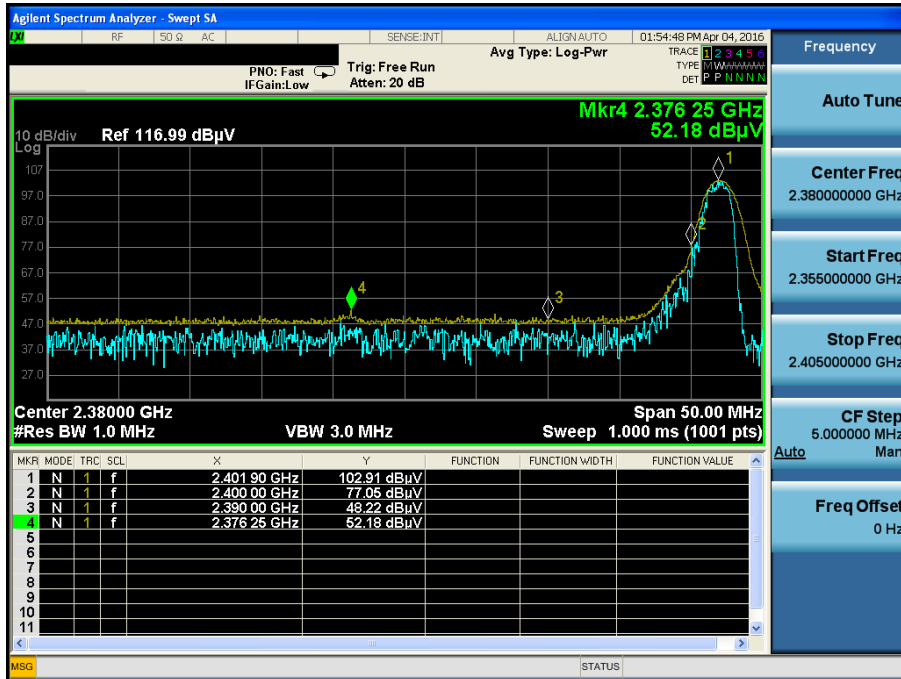 Agilent Spectrum Analyzer - Swept SA
LXI RF 50 Ω AC SENSE:INT ALIGN AUTO 01:54:48 PM Apr 04, 2016
Frequency
PNO: Fast
IFGain:Low
Trig: Free Run
Atten: 20 dB
Avg Type: Log-Pwr
TRACE 1 2 3 4 5 6
TYPE
DET P P N N N N
Auto Tune
Mkr4 2.376 25 GHz
52.18 dBµV
10 dB/div Ref 116.99 dBµV
Log
107
97.0
87.0
77.0
67.0
57.0
47.0
37.0
27.0
1
2
3
4
Center Freq
2.380000000 GHz
Start Freq
2.355000000 GHz
Stop Freq
2.405000000 GHz
Center 2.38000 GHz Span 50.00 MHz
#Res BW 1.0 MHz VBW 3.0 MHz Sweep 1.000 ms (1001 pts)
CF Step
5.000000 MHz
Auto Man
MKR MODE TRC SCL X Y FUNCTION FUNCTION WIDTH FUNCTION VALUE
1 N 1 f 2.401 90 GHz 102.91 dBµV
2 N 1 f 2.400 00 GHz 77.05 dBµV
3 N 1 f 2.390 00 GHz 48.22 dBµV
4 N 1 f 2.376 25 GHz 52.18 dBµV
5
6
7
8
9
10
11
Freq Offset
0 Hz
MSG STATUS